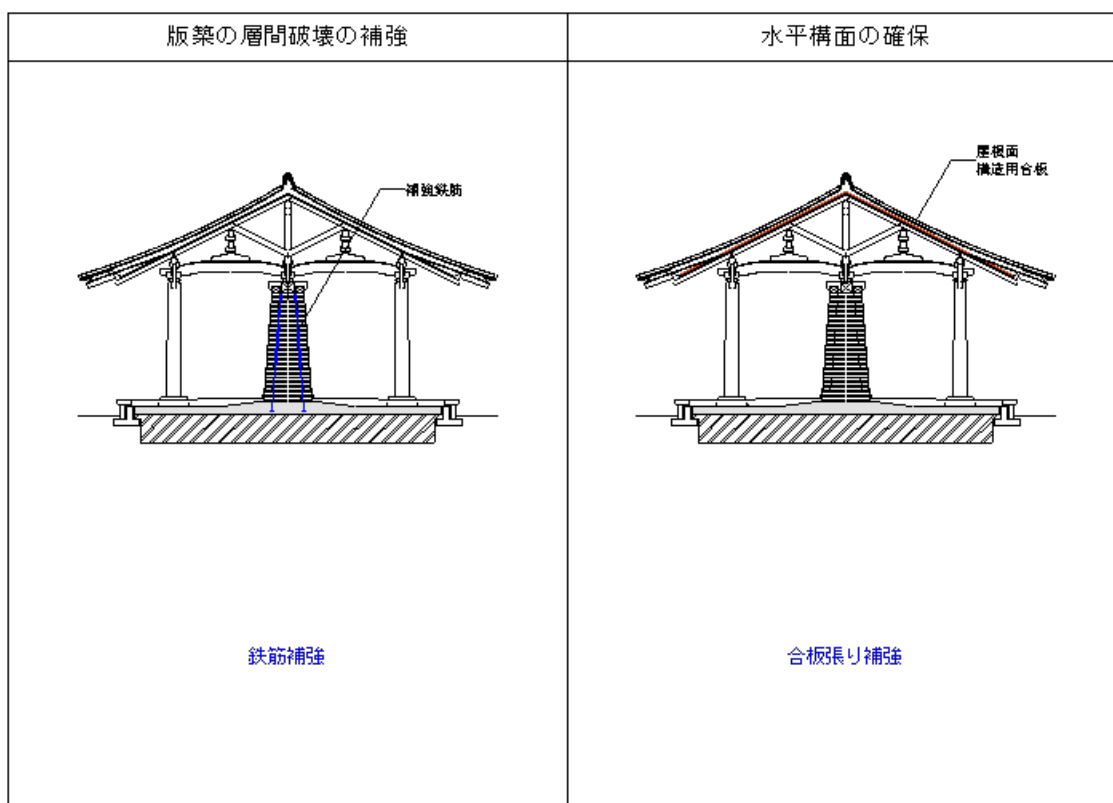 版築の層間破壊の補強
水平構面の確保
補強鉄筋
屋根面
構造用合板
鉄筋補強
合板張り補強